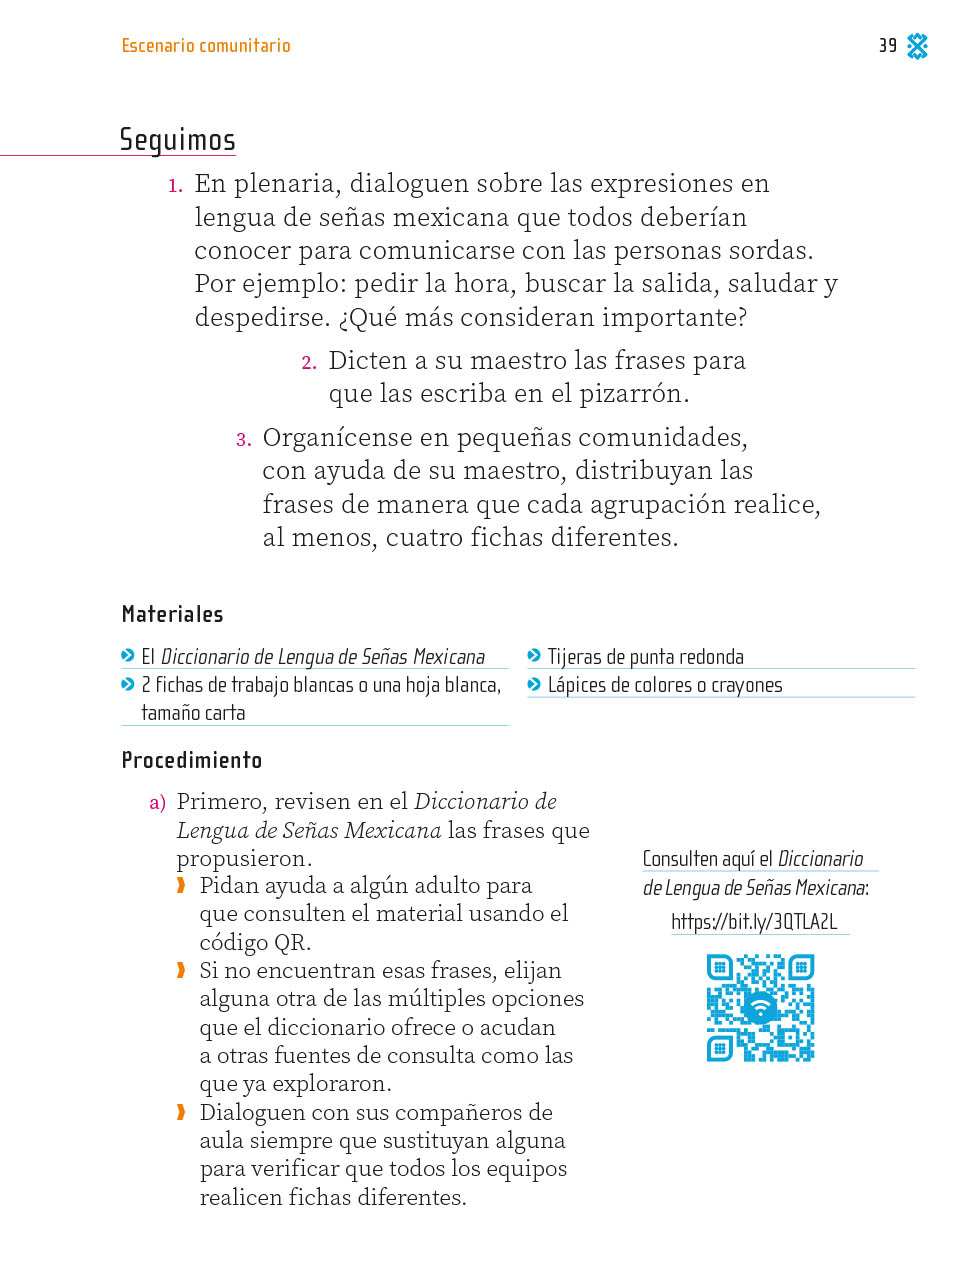 Escenario comunitario
39
Seguimos
1. En plenaria, dialoguen sobre las expresiones en
lengua de señas mexicana que todos deberían
conocer para comunicarse con las personas sordas.
Por ejemplo: pedir la hora, buscar la salida, saludar y
despedirse. ¿Qué más consideran importante?
2. Dicten a su maestro las frases para
que las escriba en el pizarrón.
3. Organícense en pequeñas comunidades,
con ayuda de su maestro, distribuyan las
frases de manera que cada agrupación realice,
al menos, cuatro fichas diferentes.
Materiales
El Diccionario de Lengua de Señas Mexicana
2 fichas de trabajo blancas o una hoja blanca,
tamaño carta
Tijeras de punta redonda
Lápices de colores o crayones
Procedimiento
a) Primero, revisen en el Diccionario de
Lengua de Señas Mexicana las frases que
propusieron.
Pidan ayuda a algún adulto para
que consulten el material usando el
código QR.
Si no encuentran esas frases, elijan
alguna otra de las múltiples opciones
que el diccionario ofrece o acudan
a otras fuentes de consulta como las
que ya exploraron.
Dialoguen con sus compañeros de
aula siempre que sustituyan alguna
para verificar que todos los equipos
realicen fichas diferentes.
Consulten aquí el Diccionario
de Lengua de Señas Mexicana:
https://bit.ly/3QTLA2L